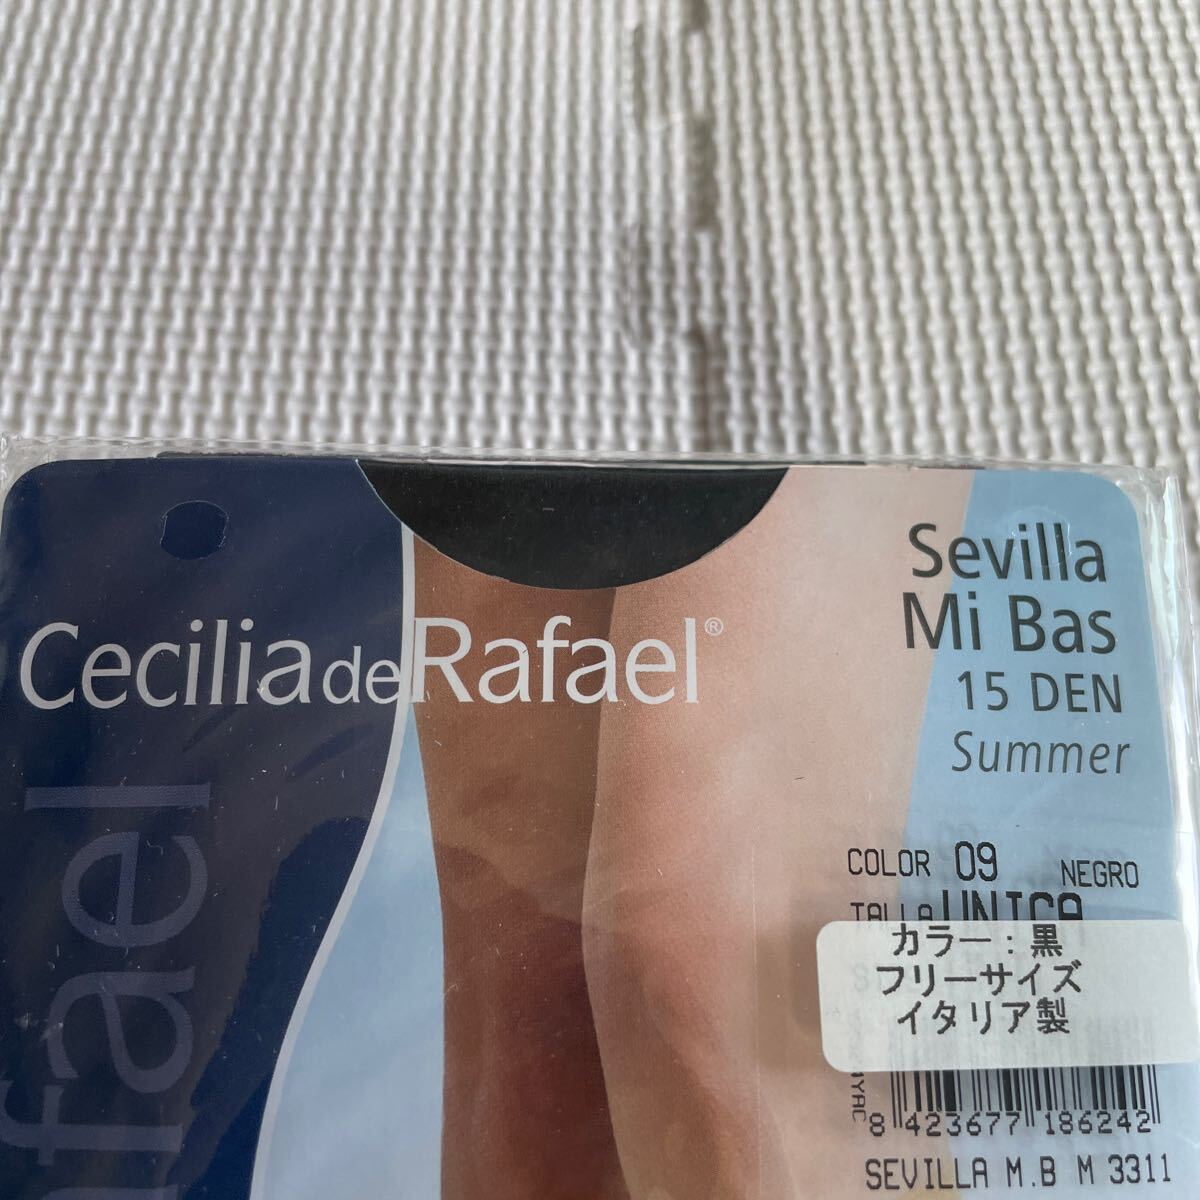 Cecilia de Rafael®
Sevilla
Mi Bas
15 DEN
Summer
COLOR 09 NEGRO
TALLA UNICA
カラー：黒
フリーサイズ
イタリア製
8 423677 186242
SEVILLA M.B M 3311
afael